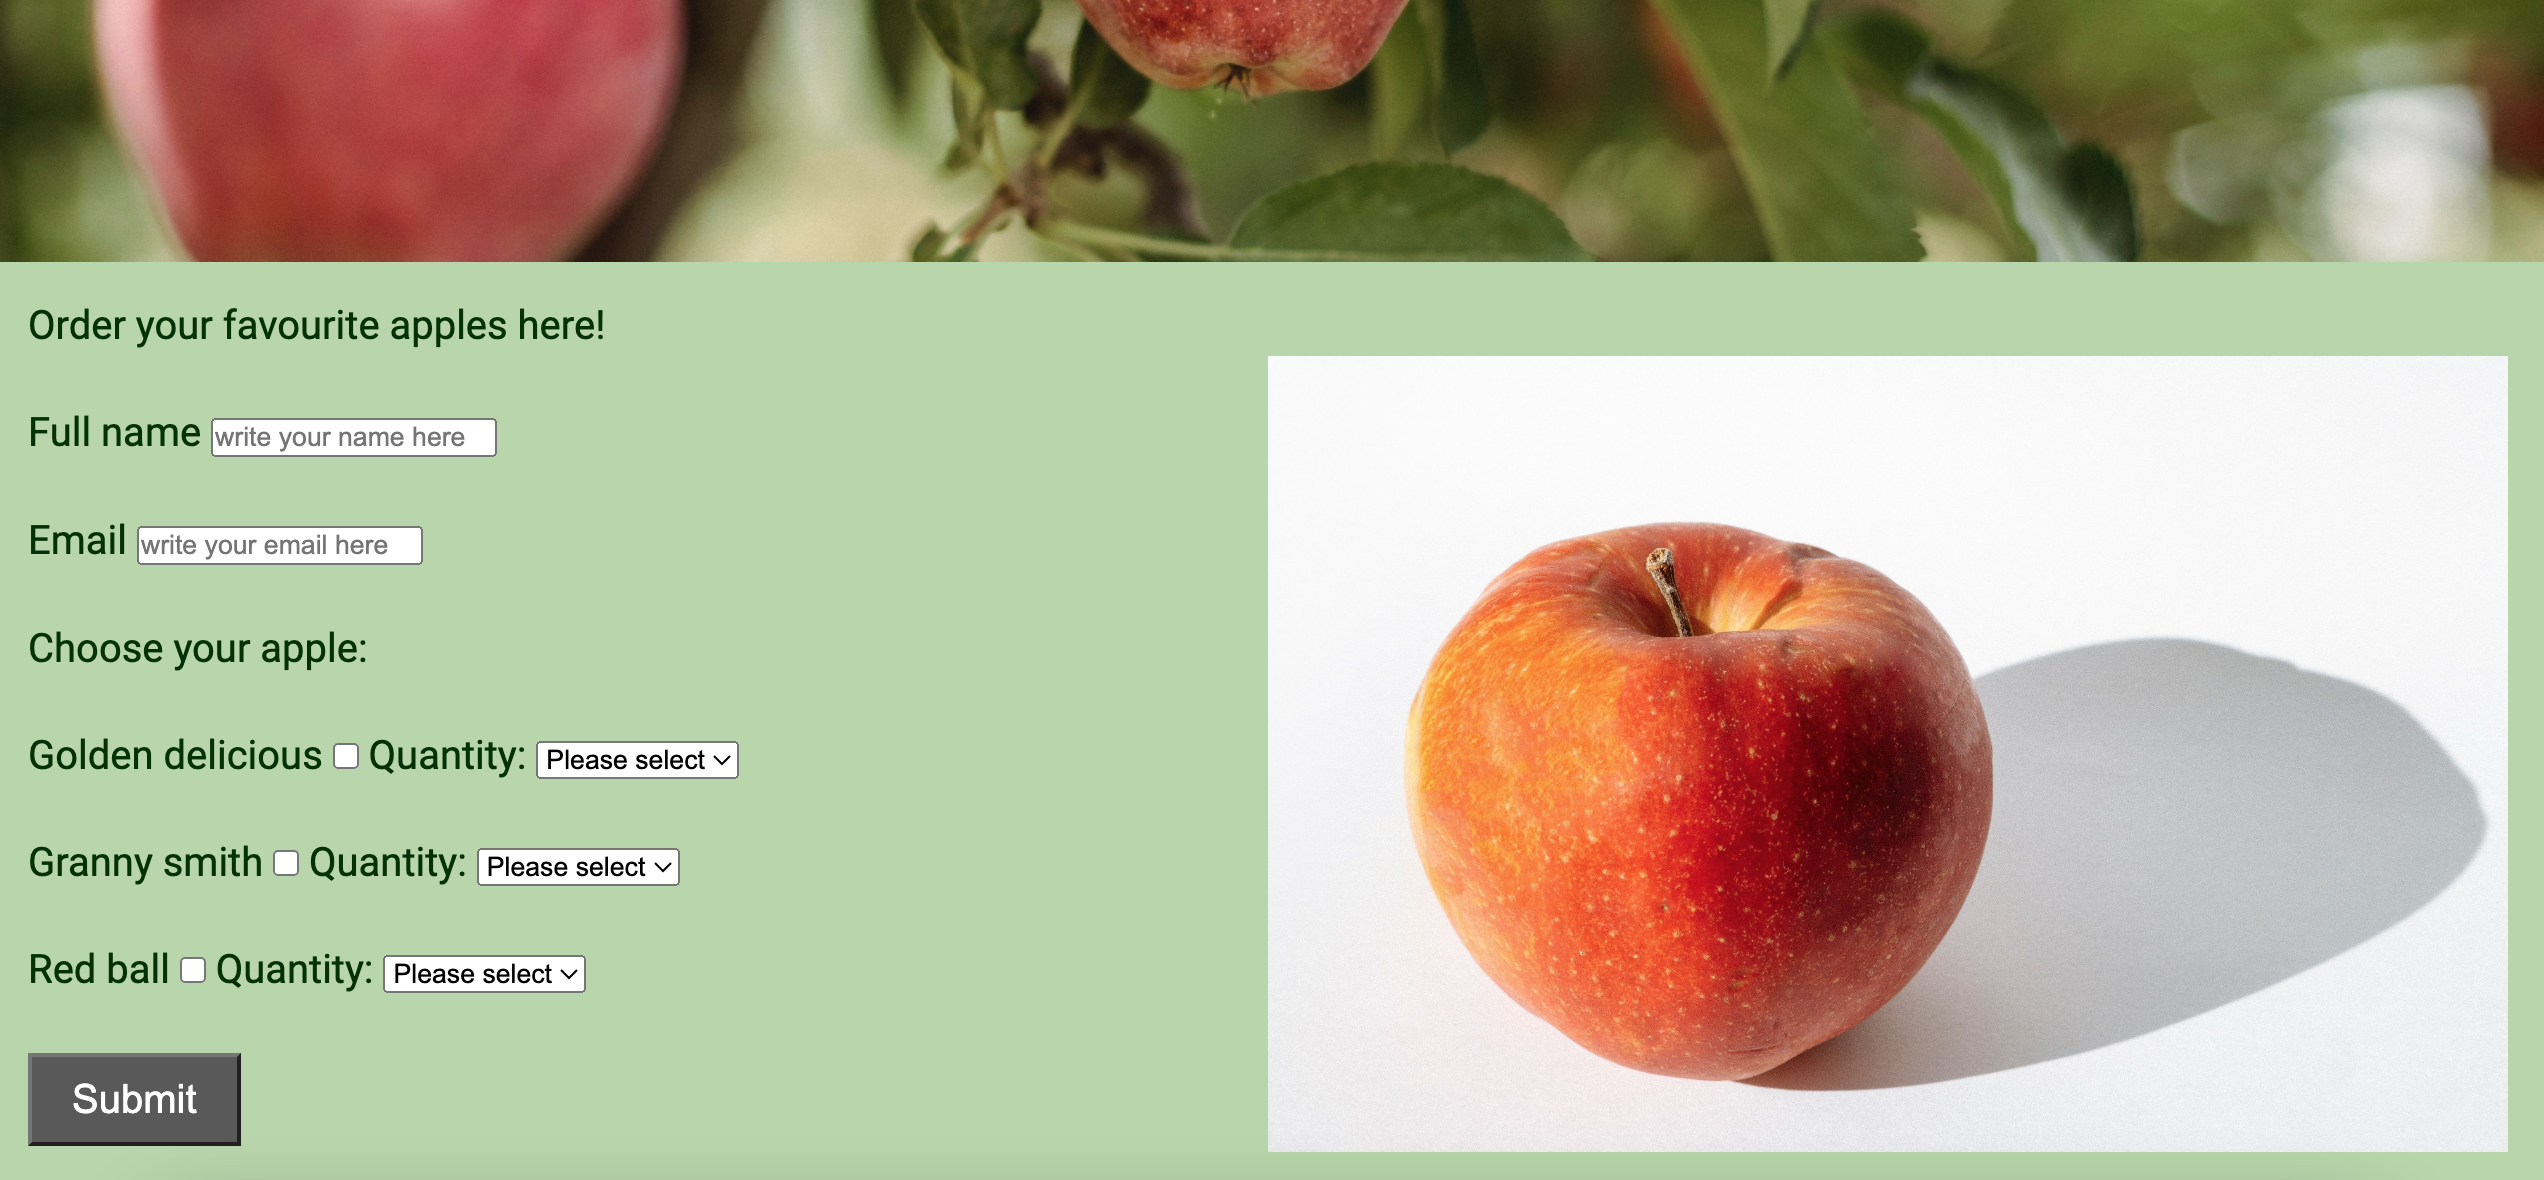 Order your favourite apples here!
Full name write your name here
Email write your email here
Choose your apple:
Golden delicious Quantity: Please select
Granny smith Quantity: Please select
Red ball Quantity: Please select
Submit